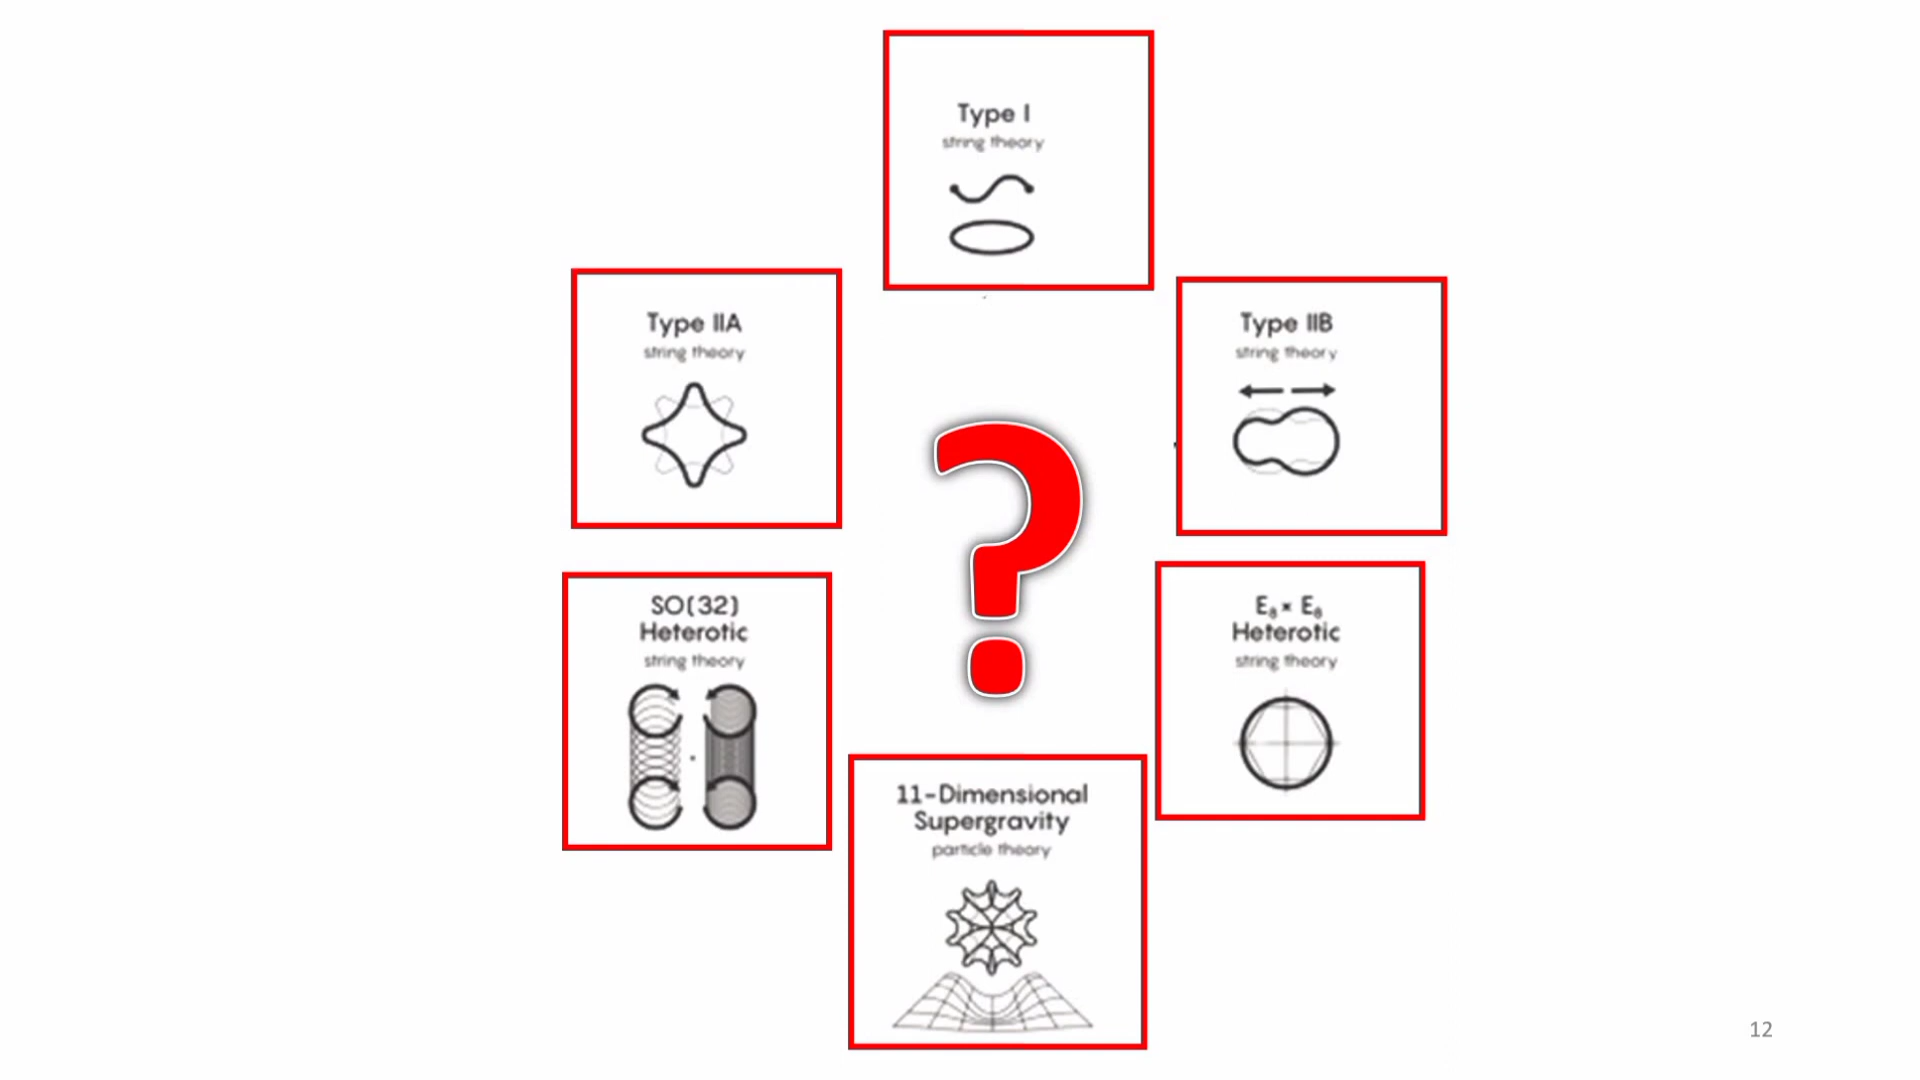 Type I
string theory
Type IIA
string theory
Type IIB
string theory
?
SO(32)
Heterotic
string theory
E₈ × E₈
Heterotic
string theory
11-Dimensional
Supergravity
particle theory
12